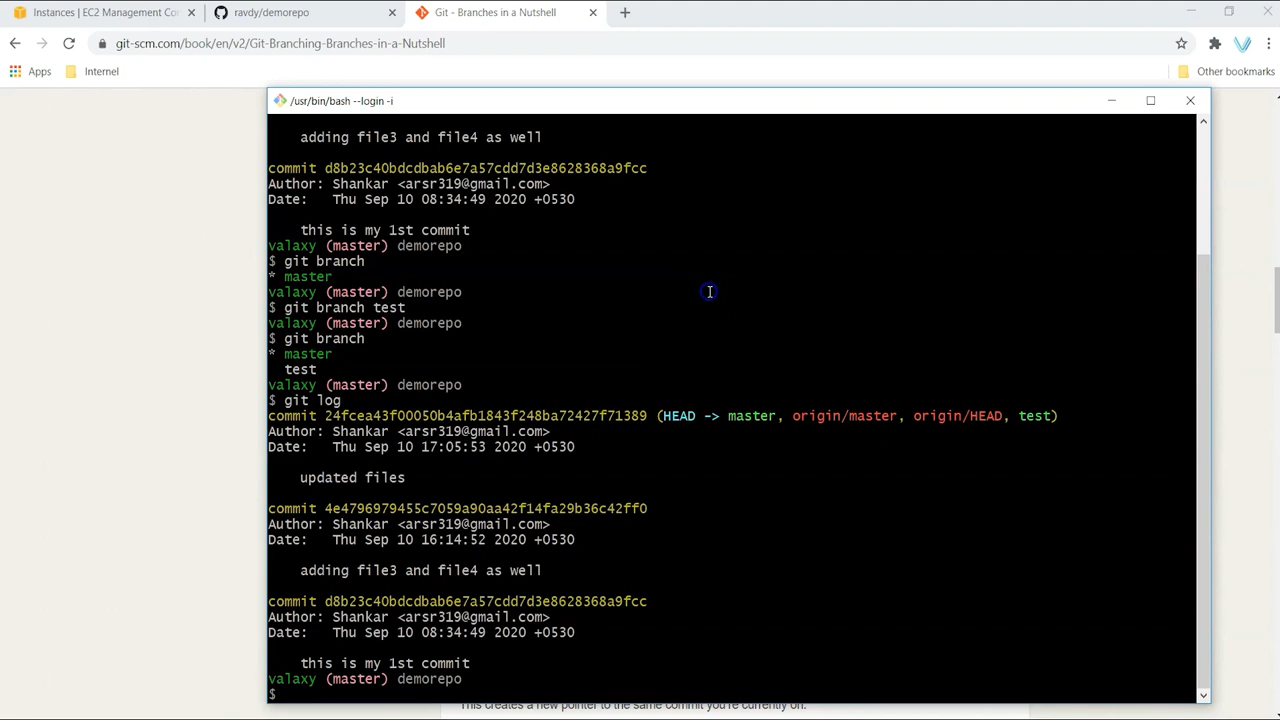 Instances | EC2 Management Con
ravdy/demorepo
Git - Branches in a Nutshell
git-scm.com/book/en/v2/Git-Branching-Branches-in-a-Nutshell
Apps
Internet
Other bookmarks
/usr/bin/bash --login -i
adding file3 and file4 as well
commit d8b23c40bdcdbab6e7a57cdd7d3e8628368a9fcc
Author: Shankar <arsr319@gmail.com>
Date: Thu Sep 10 08:34:49 2020 +0530
this is my 1st commit
valaxy (master) demorepo
$ git branch
* master
valaxy (master) demorepo
$ git branch test
valaxy (master) demorepo
$ git branch
* master
test
valaxy (master) demorepo
$ git log
commit 24fcea43f00050b4afb1843f248ba72427f71389 (HEAD -> master, origin/master, origin/HEAD, test)
Author: Shankar <arsr319@gmail.com>
Date: Thu Sep 10 17:05:53 2020 +0530
updated files
commit 4e4796979455c7059a90aa42f14fa29b36c42ff0
Author: Shankar <arsr319@gmail.com>
Date: Thu Sep 10 16:14:52 2020 +0530
adding file3 and file4 as well
commit d8b23c40bdcdbab6e7a57cdd7d3e8628368a9fcc
Author: Shankar <arsr319@gmail.com>
Date: Thu Sep 10 08:34:49 2020 +0530
this is my 1st commit
valaxy (master) demorepo
$
This creates a new pointer to the same commit you're currently on.